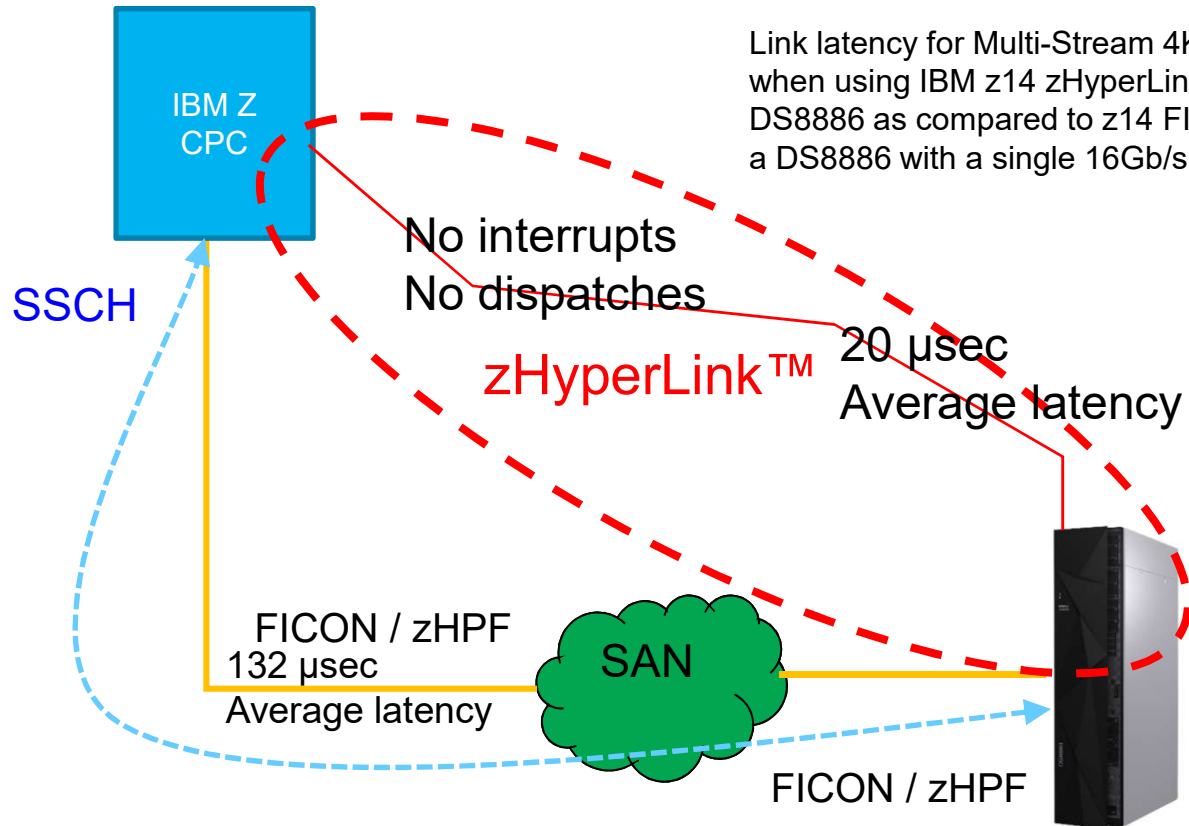 Link latency for Multi-Stream 4K
when using IBM z14 zHyperLin
DS8886 as compared to z14 FI
a DS8886 with a single 16Gb/s
IBM Z
CPC
No interrupts
No dispatches
SSCH
zHyperLink™
20 µsec
Average latency
FICON / zHPF
132 µsec
Average latency
SAN
FICON / zHPF